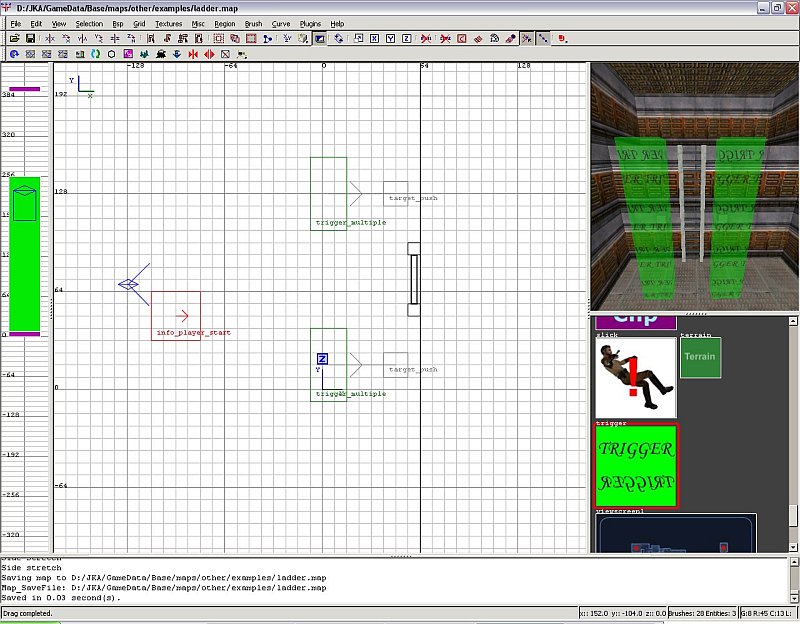 D:/JKA/GameData/Base/maps/other/examples/ladder.map
File Edit View Selection Bsp Grid Textures Misc Region Brush Curve Plugins Help
-128 -64 0 64
Y
X
192
384
320
256
128
target_push
trigger_multiple
64
info_player_start
0
Z
Y
target_push
trigger_multiple
-64
-64
-128
-192
-256
-320
Clip
slick
terrain
Terrain
trigger
TRIGGER
TRIGGER
viewscreen1
Side stretch
Side stretch
Saving map to D:/JKA/GameData/Base/maps/other/examples/ladder.map
Map_SaveFile: D:/JKA/GameData/Base/maps/other/examples/ladder.map
Saved in 0.03 second(s).
Drag completed.
x:: 152.0 y:: -104.0 z:: 0.0 Brushes: 28 Entities: 3 G:8 R:45 C:13 L: